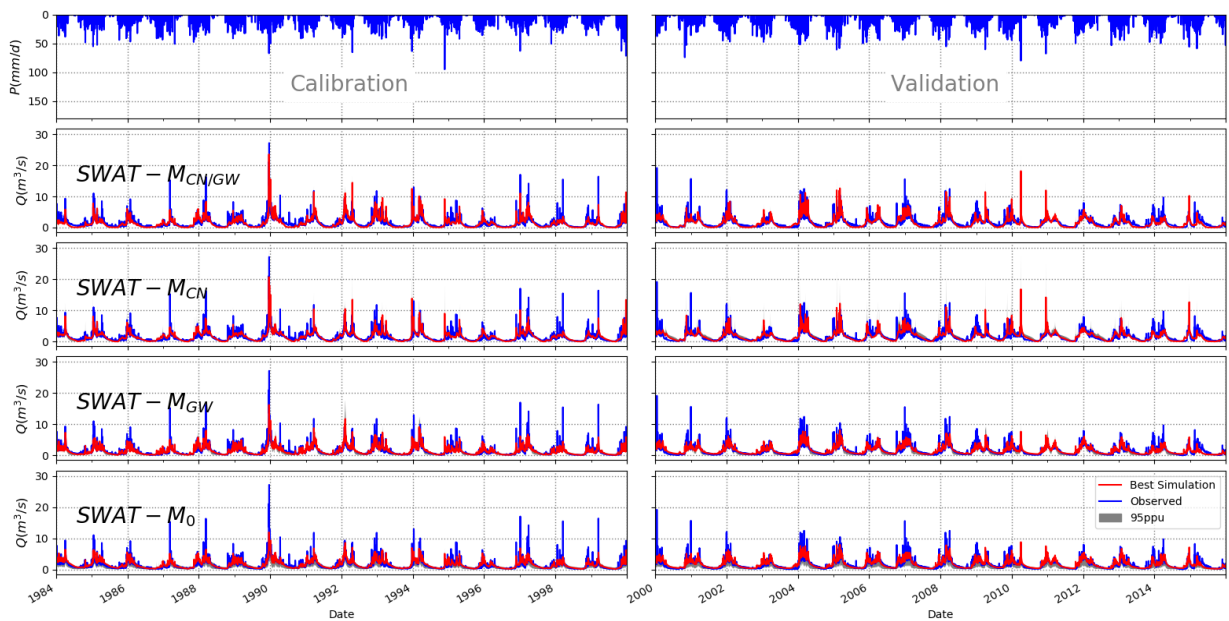 0
50
100
150
P(mm/d)
Calibration
Validation
30
20
10
0
Q(m³/s)
SWAT − M_CN/GW
30
20
10
0
Q(m³/s)
SWAT − M_CN
30
20
10
0
Q(m³/s)
SWAT − M_GW
30
20
10
0
Q(m³/s)
SWAT − M_0
Best Simulation
Observed
95ppu
1984 1986 1988 1990 1992 1994 1996 1998
2000 2002 2004 2006 2008 2010 2012 2014
Date
Date